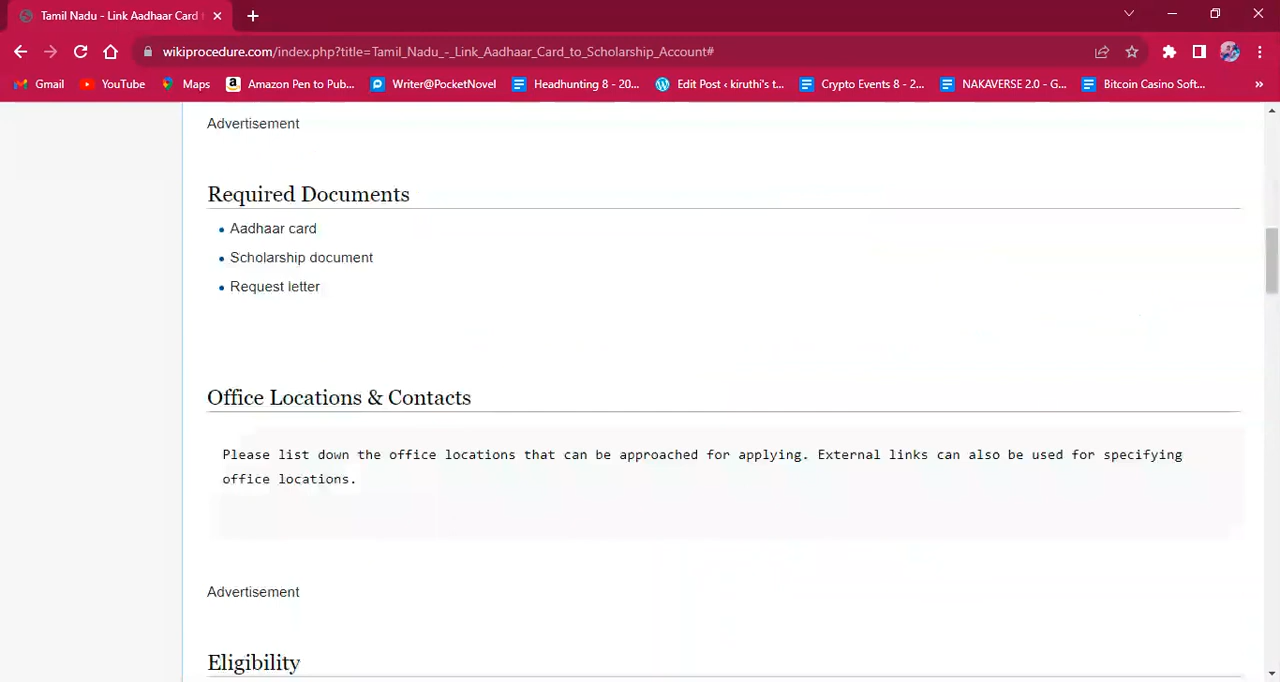 Tamil Nadu - Link Aadhaar Card
wikiprocedure.com/index.php?title=Tamil_Nadu_-_Link_Aadhaar_Card_to_Scholarship_Account#
Gmail YouTube Maps Amazon Pen to Pub... Writer@PocketNovel Headhunting 8 - 20... Edit Post ‹ kiruthi's t... Crypto Events 8 - 2... NAKAVERSE 2.0 - G... Bitcoin Casino Soft... »
Advertisement
Required Documents
• Aadhaar card
• Scholarship document
• Request letter
Office Locations & Contacts
Please list down the office locations that can be approached for applying. External links can also be used for specifying
office locations.
Advertisement
Eligibility